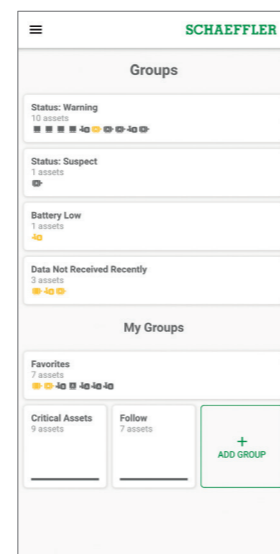 SCHAEFFLER
Groups
Status: Warning
10 assets
Status: Suspect
1 assets
Battery Low
1 assets
Data Not Received Recently
3 assets
My Groups
Favorites
7 assets
Critical Assets
9 assets
Follow
7 assets
+
ADD GROUP